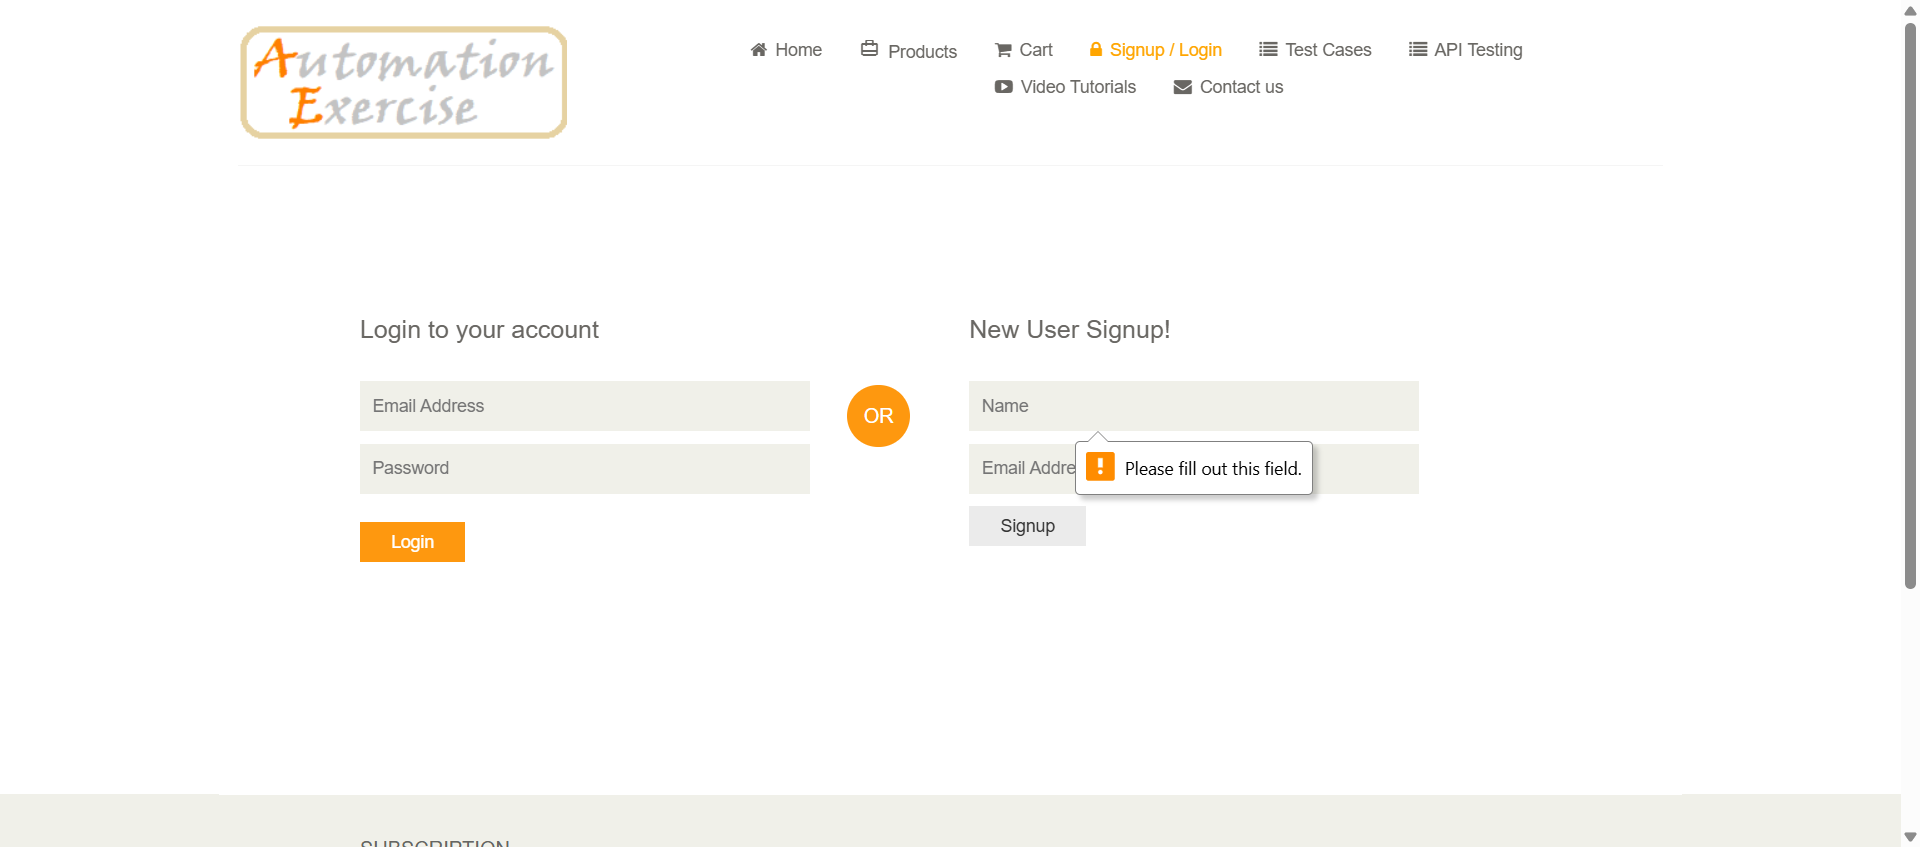 Automation
Exercise
Home
Products
Cart
Signup / Login
Test Cases
API Testing
Video Tutorials
Contact us
Login to your account
Email Address
Password
Login
OR
New User Signup!
Name
Email Addre
Please fill out this field.
Signup
SUBSCRIPTION